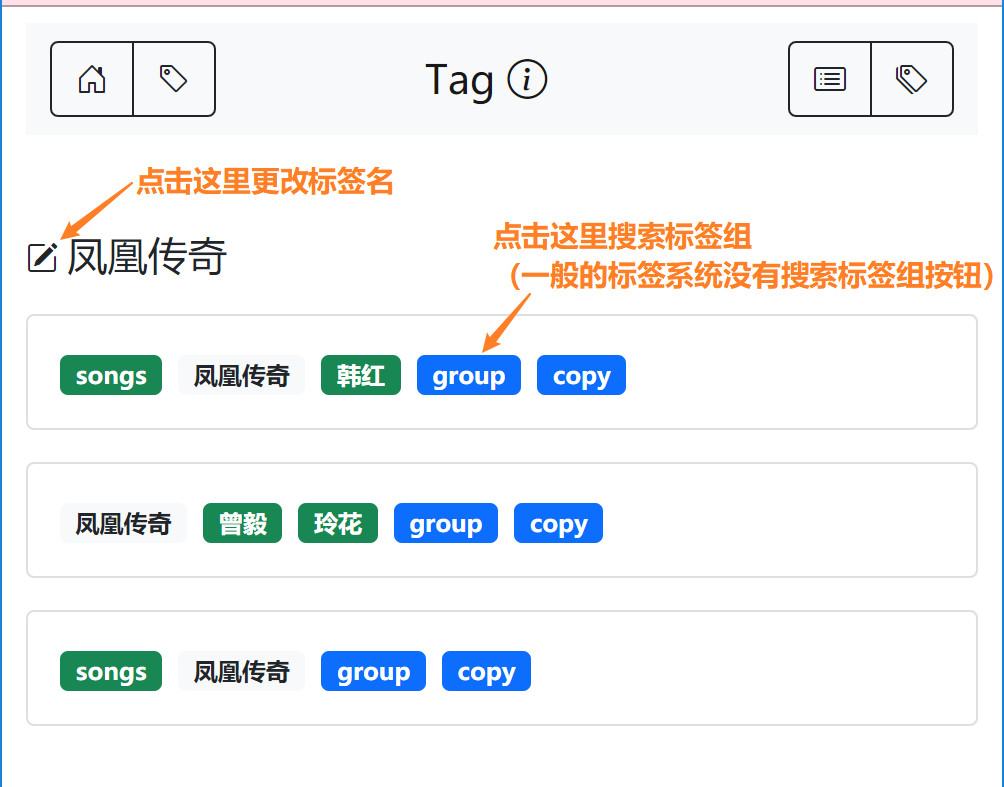 Tag
点击这里更改标签名
凤凰传奇
点击这里搜索标签组
（一般的标签系统没有搜索标签组按钮）
songs 凤凰传奇 韩红 group copy
凤凰传奇 曾毅 玲花 group copy
songs 凤凰传奇 group copy